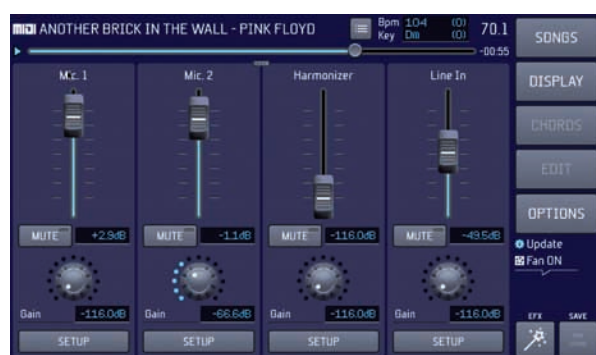 MIDI ANOTHER BRICK IN THE WALL - PINK FLOYD
Bpm 104 (0)
Key Dm (0)
70.1
-00:55
SONGS
DISPLAY
CHORDS
EDIT
OPTIONS
Update
Fan ON
EFX SAVE
Mic. 1 Mic. 2 Harmonizer Line In
MUTE +2.9dB MUTE -1.1dB MUTE -116.0dB MUTE -49.5dB
Gain -116.0dB -66.6dB Gain -116.0dB Gain -116.0dB
SETUP SETUP SETUP SETUP